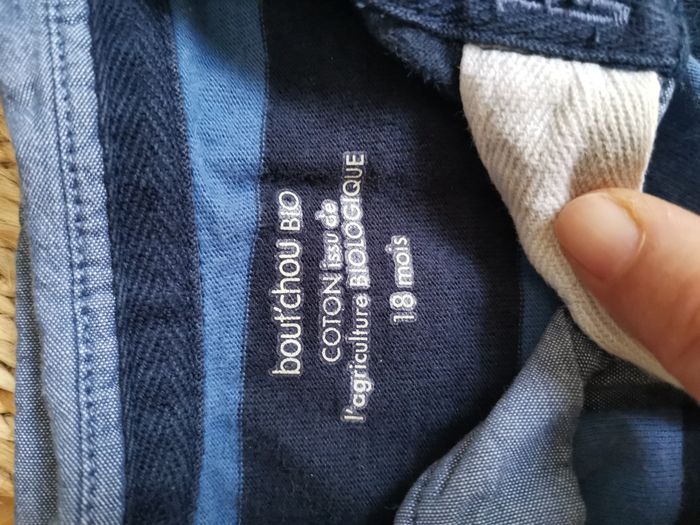 bout'chou BIO
COTON issu de
l'agriculture BIOLOGIQUE
18 mois